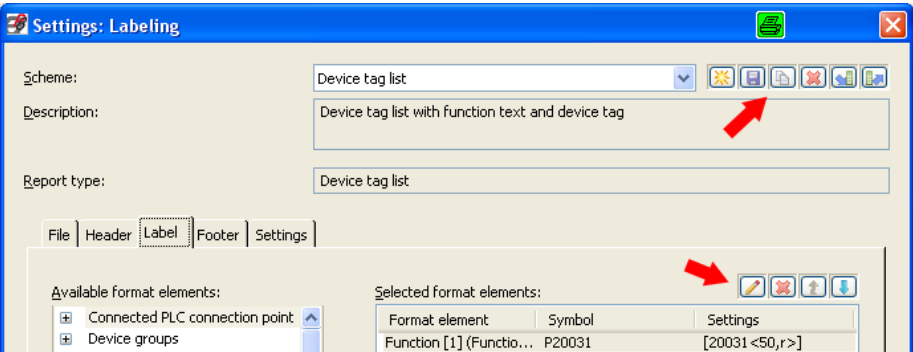 Settings: Labeling
Scheme: Device tag list
Description: Device tag list with function text and device tag
Report type: Device tag list
File Header Label Footer Settings
Available format elements: Selected format elements:
Connected PLC connection point Format element Symbol Settings
Device groups Function [1] (Functio... P20031 [20031<50,r>]